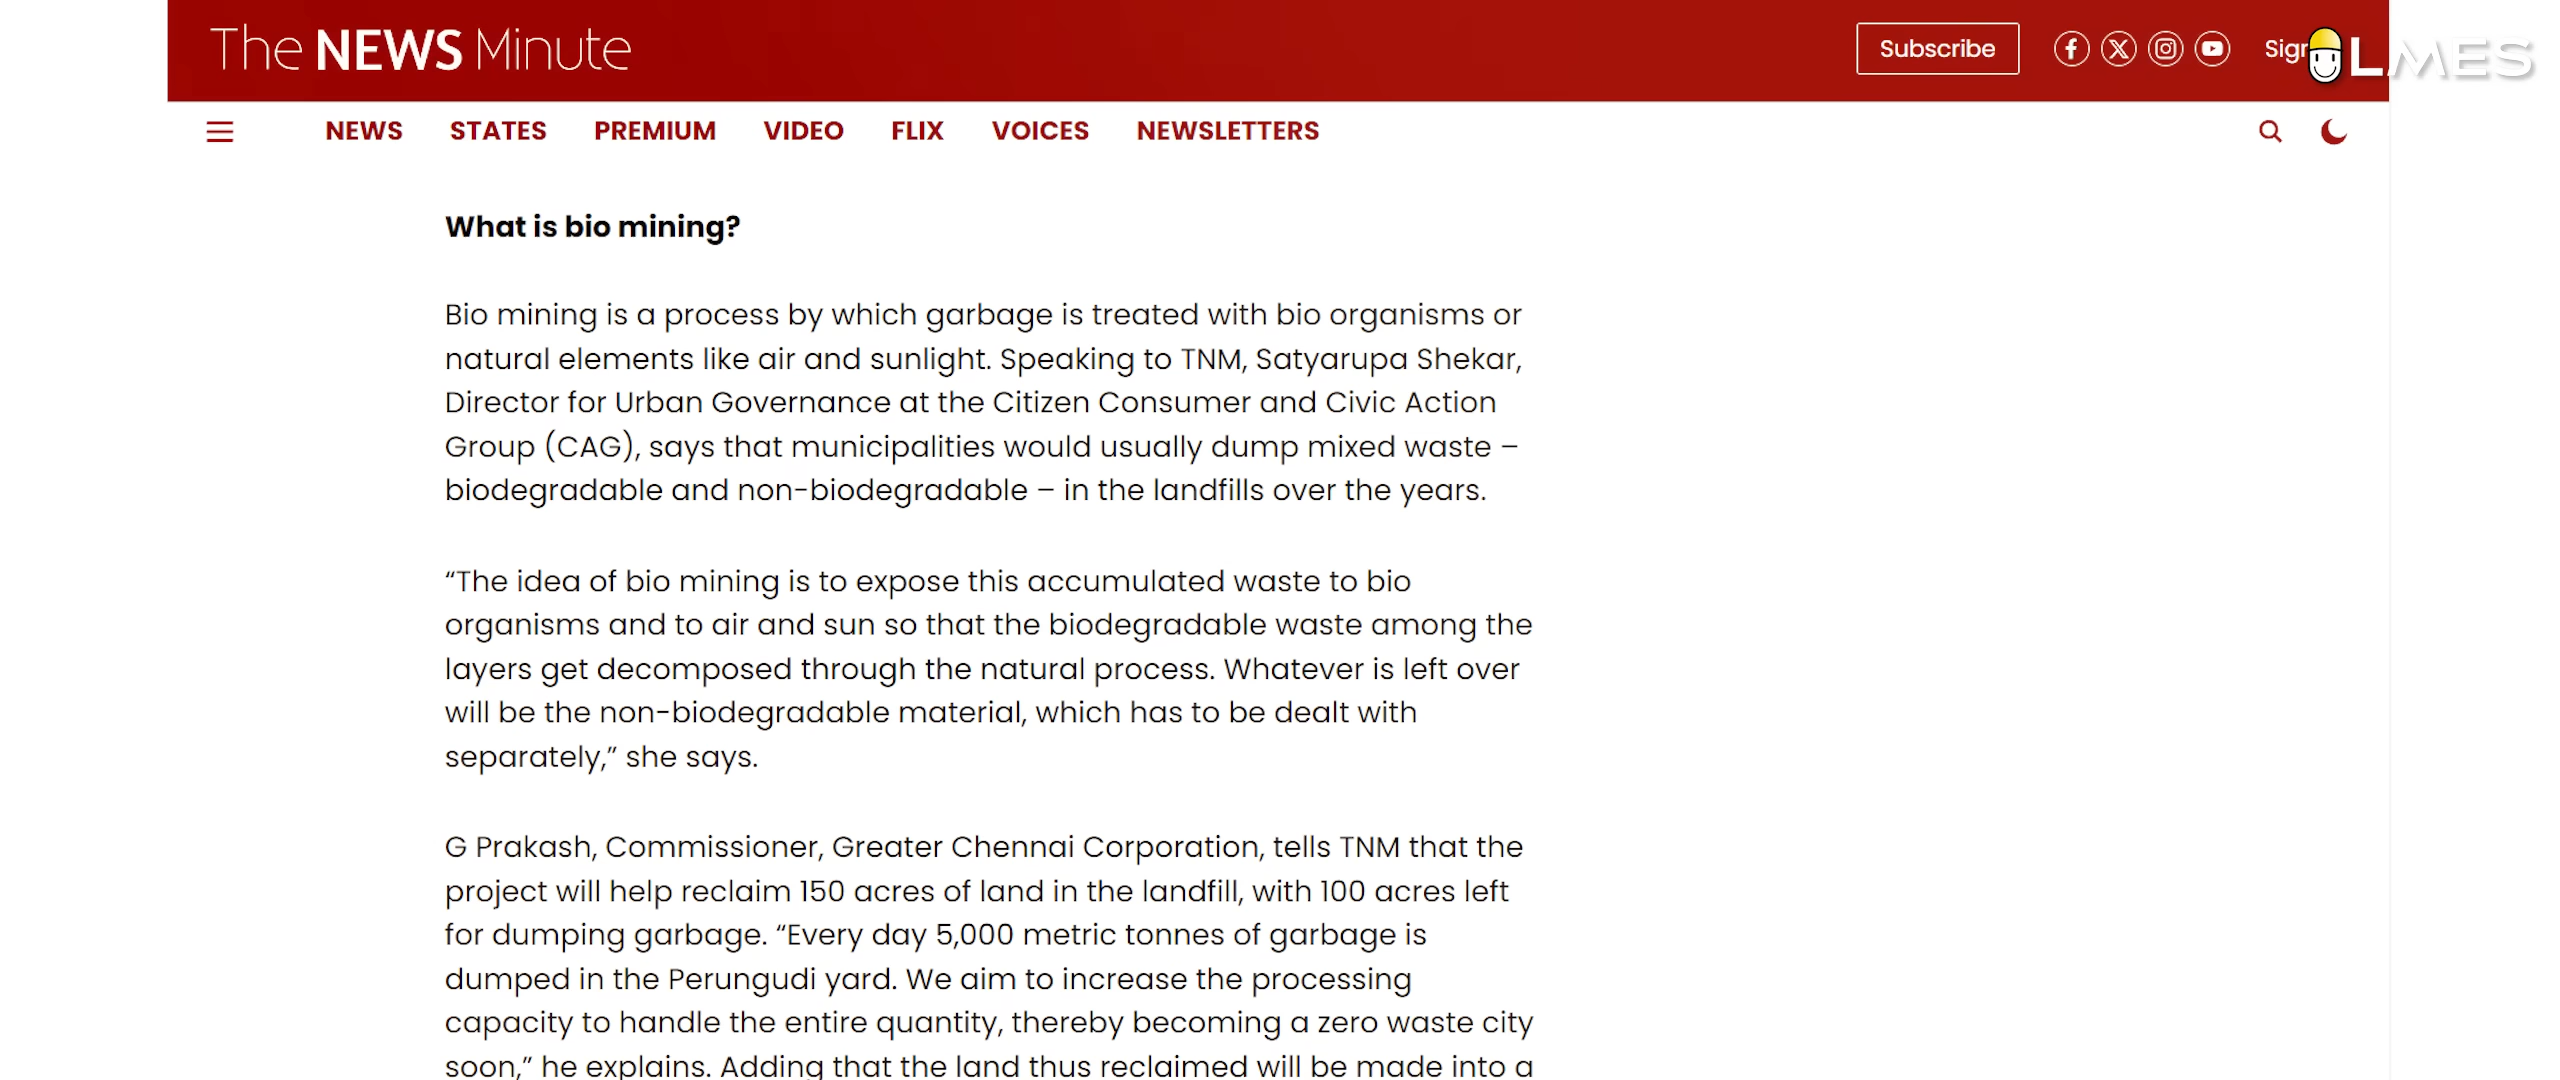 The NEWS Minute
Subscribe
LMES
NEWS STATES PREMIUM VIDEO FLIX VOICES NEWSLETTERS
What is bio mining?
Bio mining is a process by which garbage is treated with bio organisms or
natural elements like air and sunlight. Speaking to TNM, Satyarupa Shekar,
Director for Urban Governance at the Citizen Consumer and Civic Action
Group (CAG), says that municipalities would usually dump mixed waste –
biodegradable and non-biodegradable – in the landfills over the years.
“The idea of bio mining is to expose this accumulated waste to bio
organisms and to air and sun so that the biodegradable waste among the
layers get decomposed through the natural process. Whatever is left over
will be the non-biodegradable material, which has to be dealt with
separately,” she says.
G Prakash, Commissioner, Greater Chennai Corporation, tells TNM that the
project will help reclaim 150 acres of land in the landfill, with 100 acres left
for dumping garbage. “Every day 5,000 metric tonnes of garbage is
dumped in the Perungudi yard. We aim to increase the processing
capacity to handle the entire quantity, thereby becoming a zero waste city
soon,” he explains. Adding that the land thus reclaimed will be made into a